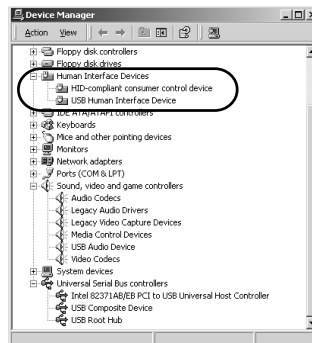 Device Manager
Action View
Floppy disk controllers
Floppy disk drives
Human Interface Devices
HID-compliant consumer control device
USB Human Interface Device
IDE ATA/ATAPI controllers
Keyboards
Mice and other pointing devices
Monitors
Network adapters
Ports (COM & LPT)
Sound, video and game controllers
Audio Codecs
Legacy Audio Drivers
Legacy Video Capture Devices
Media Control Devices
USB Audio Device
Video Codecs
System devices
Universal Serial Bus controllers
Intel 82371AB/EB PCI to USB Universal Host Controller
USB Composite Device
USB Root Hub